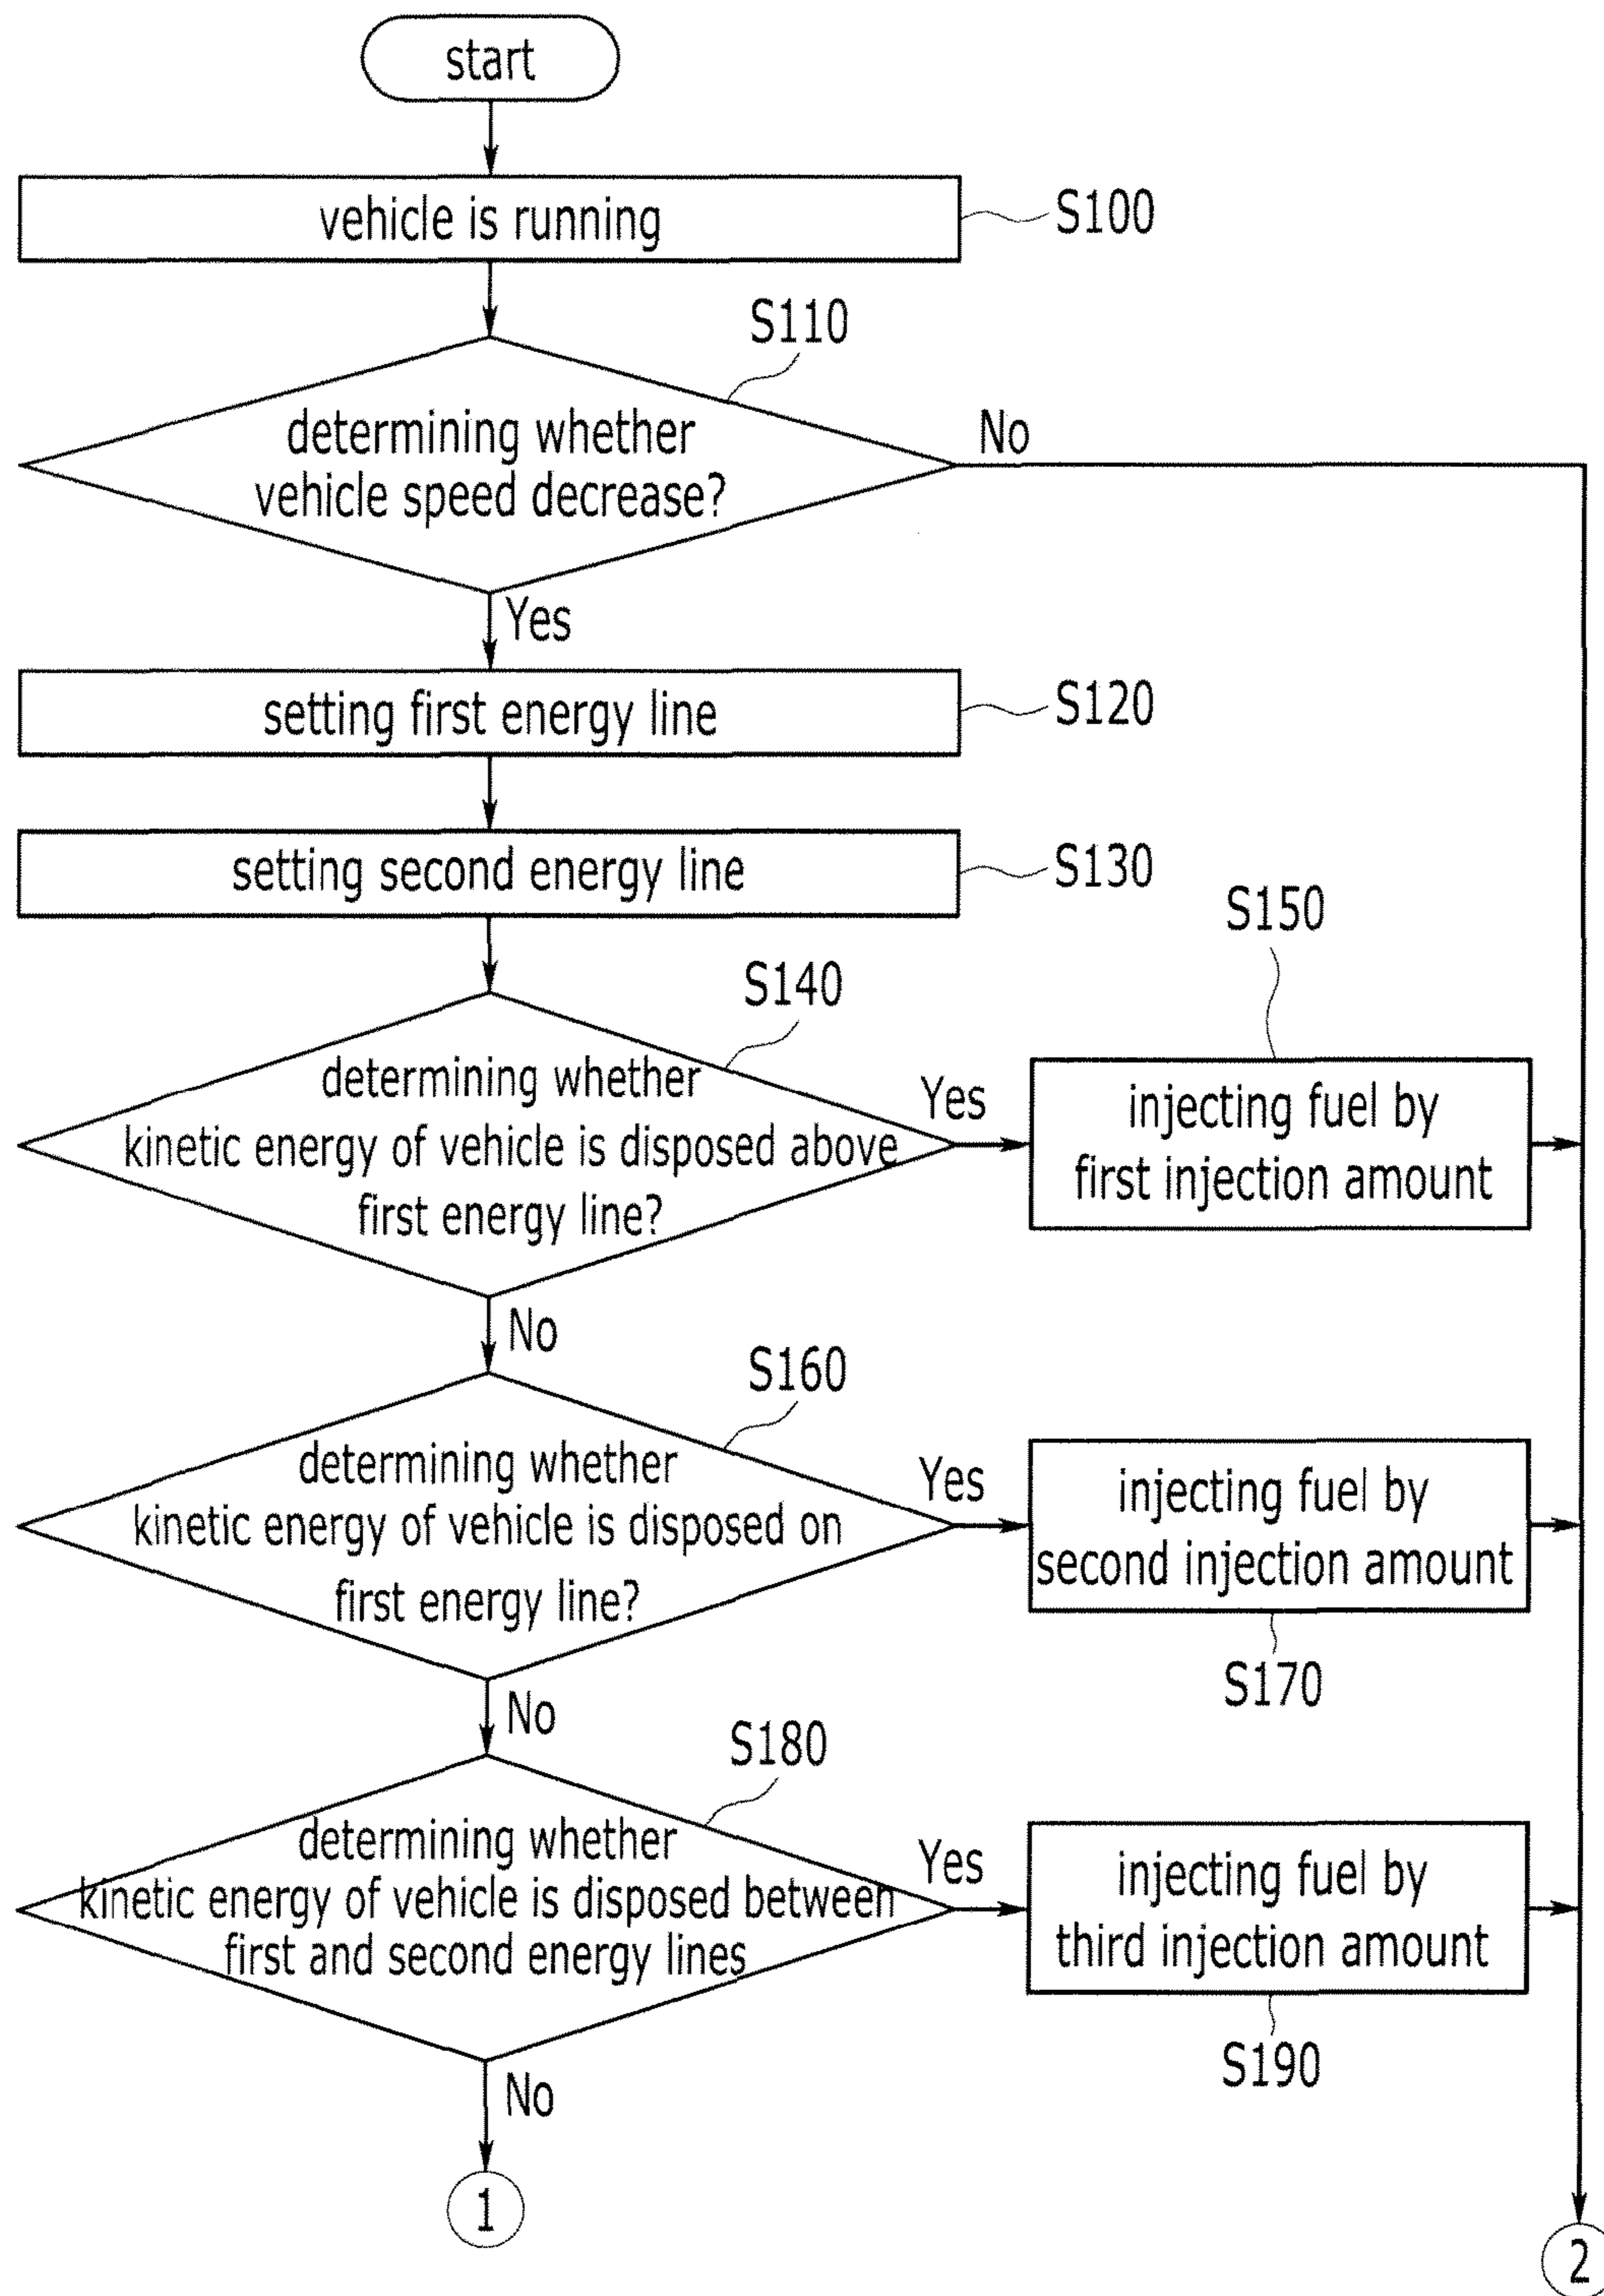 start
vehicle is running
S100
S110
determining whether
vehicle speed decrease?
No
Yes
setting first energy line
S120
setting second energy line
S130
S140
determining whether
kinetic energy of vehicle is disposed above
first energy line?
Yes
S150
injecting fuel by
first injection amount
No
S160
determining whether
kinetic energy of vehicle is disposed on
first energy line?
Yes
injecting fuel by
second injection amount
S170
No
S180
determining whether
kinetic energy of vehicle is disposed between
first and second energy lines
Yes
injecting fuel by
third injection amount
S190
No
1
2